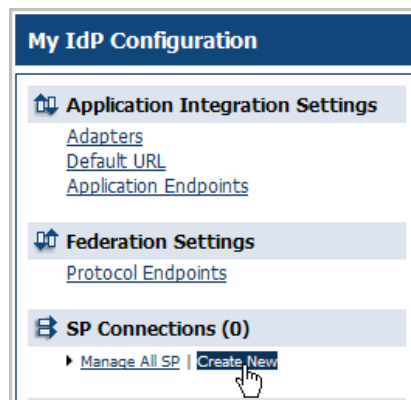 My IdP Configuration
Application Integration Settings
Adapters
Default URL
Application Endpoints
Federation Settings
Protocol Endpoints
SP Connections (0)
Manage All SP | Create New